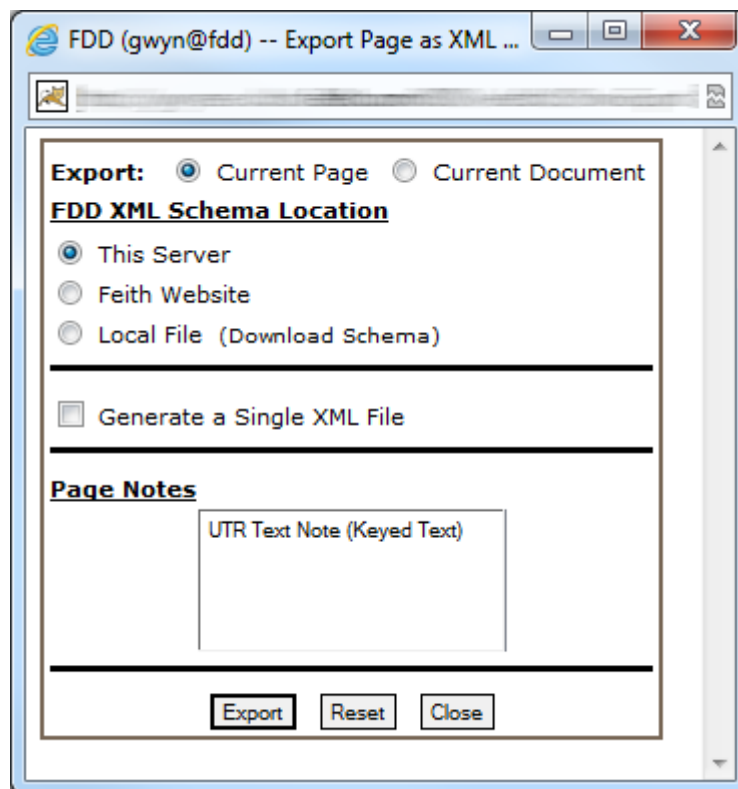 FDD (gwyn@fdd) -- Export Page as XML ...
Export: Current Page Current Document
FDD XML Schema Location
This Server
Feith Website
Local File (Download Schema)
Generate a Single XML File
Page Notes
UTR Text Note (Keyed Text)
Export Reset Close